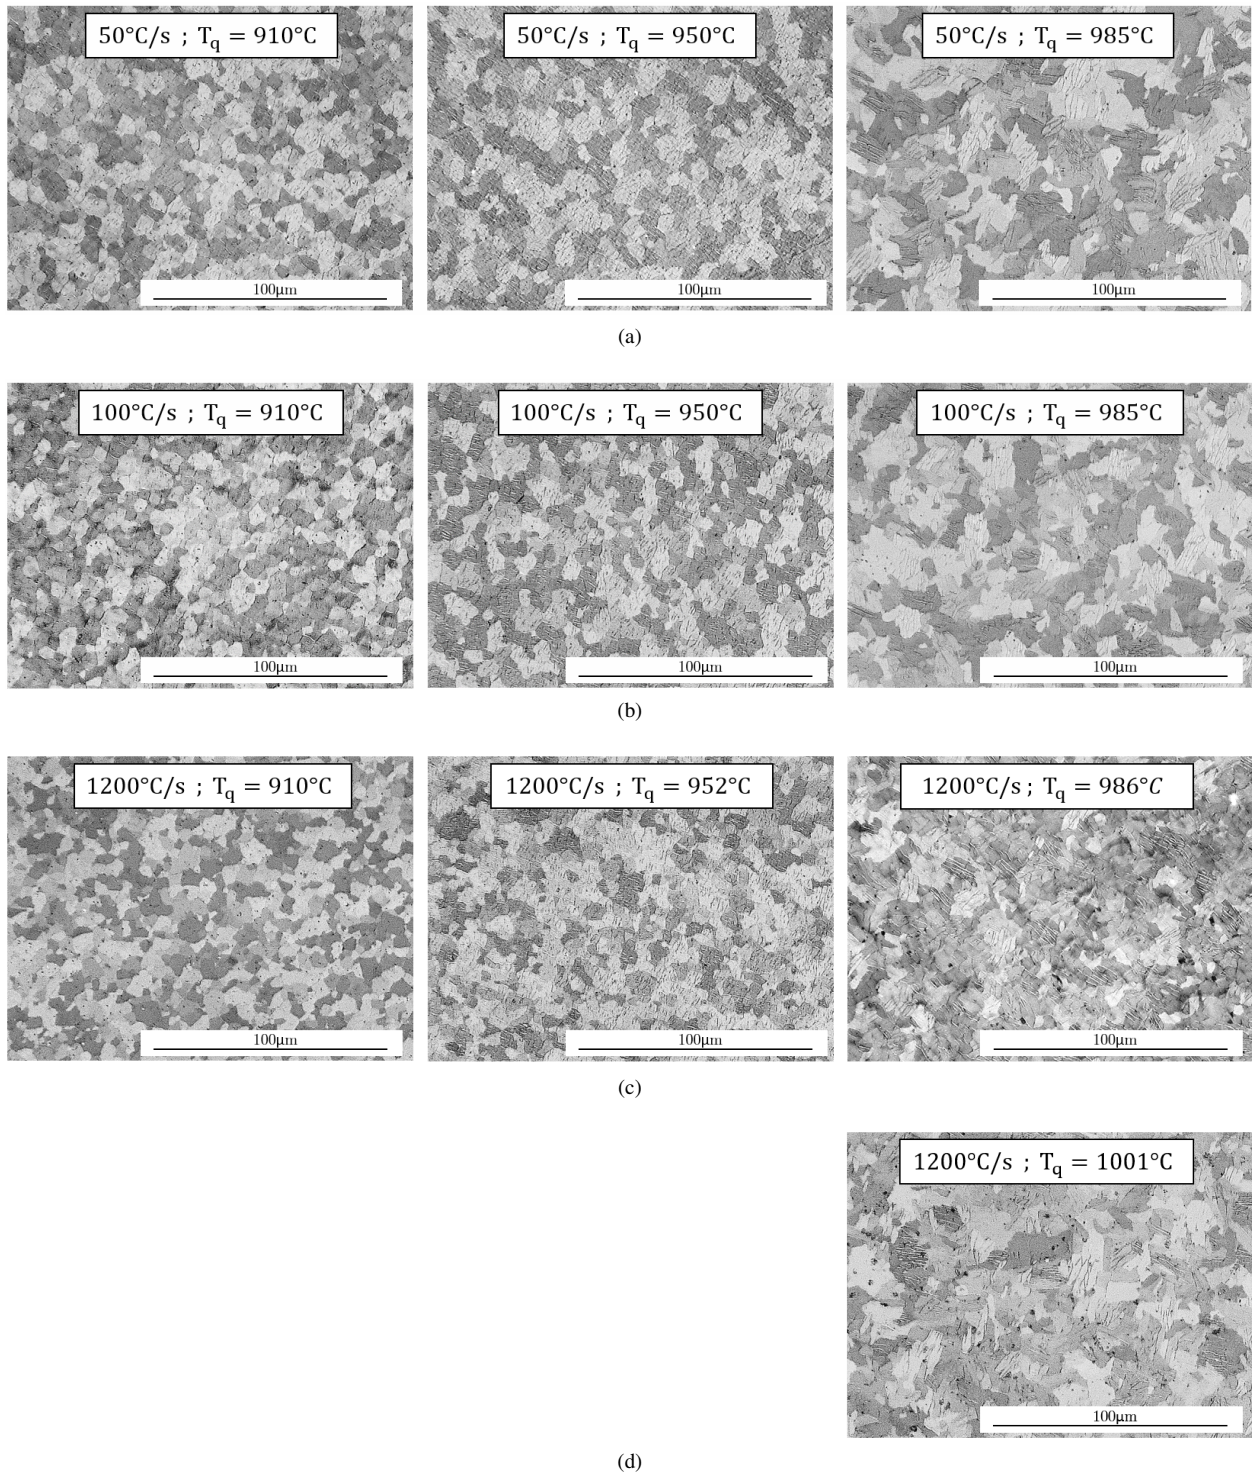 50°C/s ; Tq = 910°C
50°C/s ; Tq = 950°C
50°C/s ; Tq = 985°C
100μm
100μm
100μm
(a)
100°C/s ; Tq = 910°C
100°C/s ; Tq = 950°C
100°C/s ; Tq = 985°C
100μm
100μm
100μm
(b)
1200°C/s ; Tq = 910°C
1200°C/s ; Tq = 952°C
1200°C/s ; Tq = 986°C
100μm
100μm
100μm
(c)
1200°C/s ; Tq = 1001°C
100μm
(d)